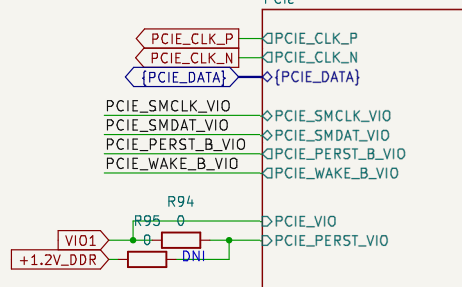 PCIE_CLK_P PCIE_CLK_P
PCIE_CLK_N PCIE_CLK_N
{PCIE_DATA} {PCIE_DATA}
PCIE_SMCLK_VIO PCIE_SMCLK_VIO
PCIE_SMDAT_VIO PCIE_SMDAT_VIO
PCIE_PERST_B_VIO PCIE_PERST_B_VIO
PCIE_WAKE_B_VIO PCIE_WAKE_B_VIO
R94
R95 0 PCIE_VIO
VIO1 0 PCIE_PERST_VIO
+1.2V_DDR DNI